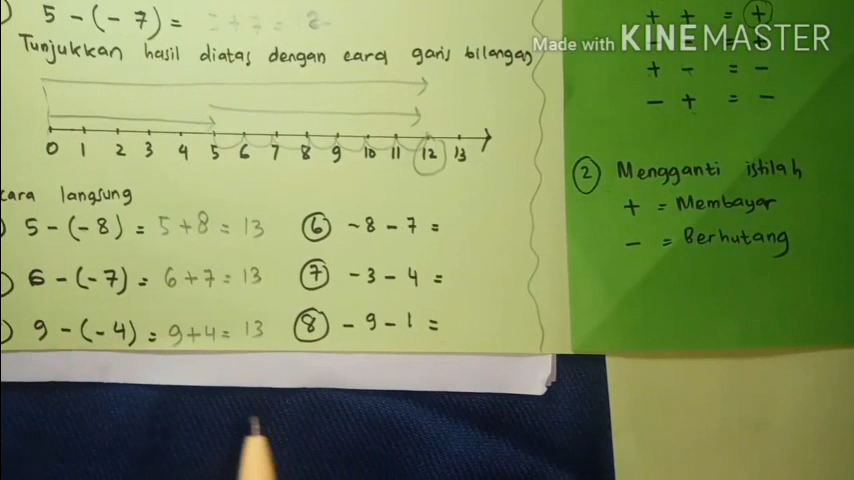 5 - (- 7) =
Tunjukkan hasil diatas dengan cara garis bilangan
0 1 2 3 4 5 6 7 8 9 10 11 12 13
cara langsung
5 - (- 8) = 5 + 8 = 13
6 - (- 7) = 6 + 7 = 13
9 - (- 4) = 9 + 4 = 13
6 - 8 - 7 =
7 - 3 - 4 =
8 - 9 - 1 =
+ + = +
Made with KINEMASTER
+ - = -
- + = -
2 Mengganti istilah
+ = Membayar
- = Berhutang